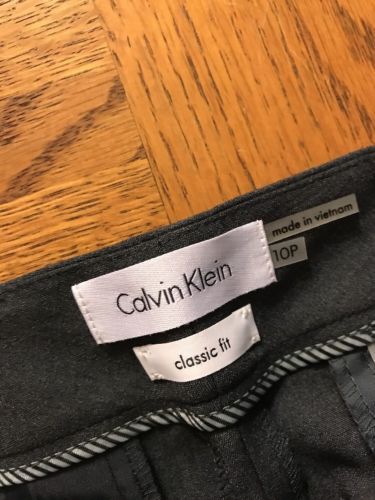 Calvin Klein
classic fit
made in vietnam
10P